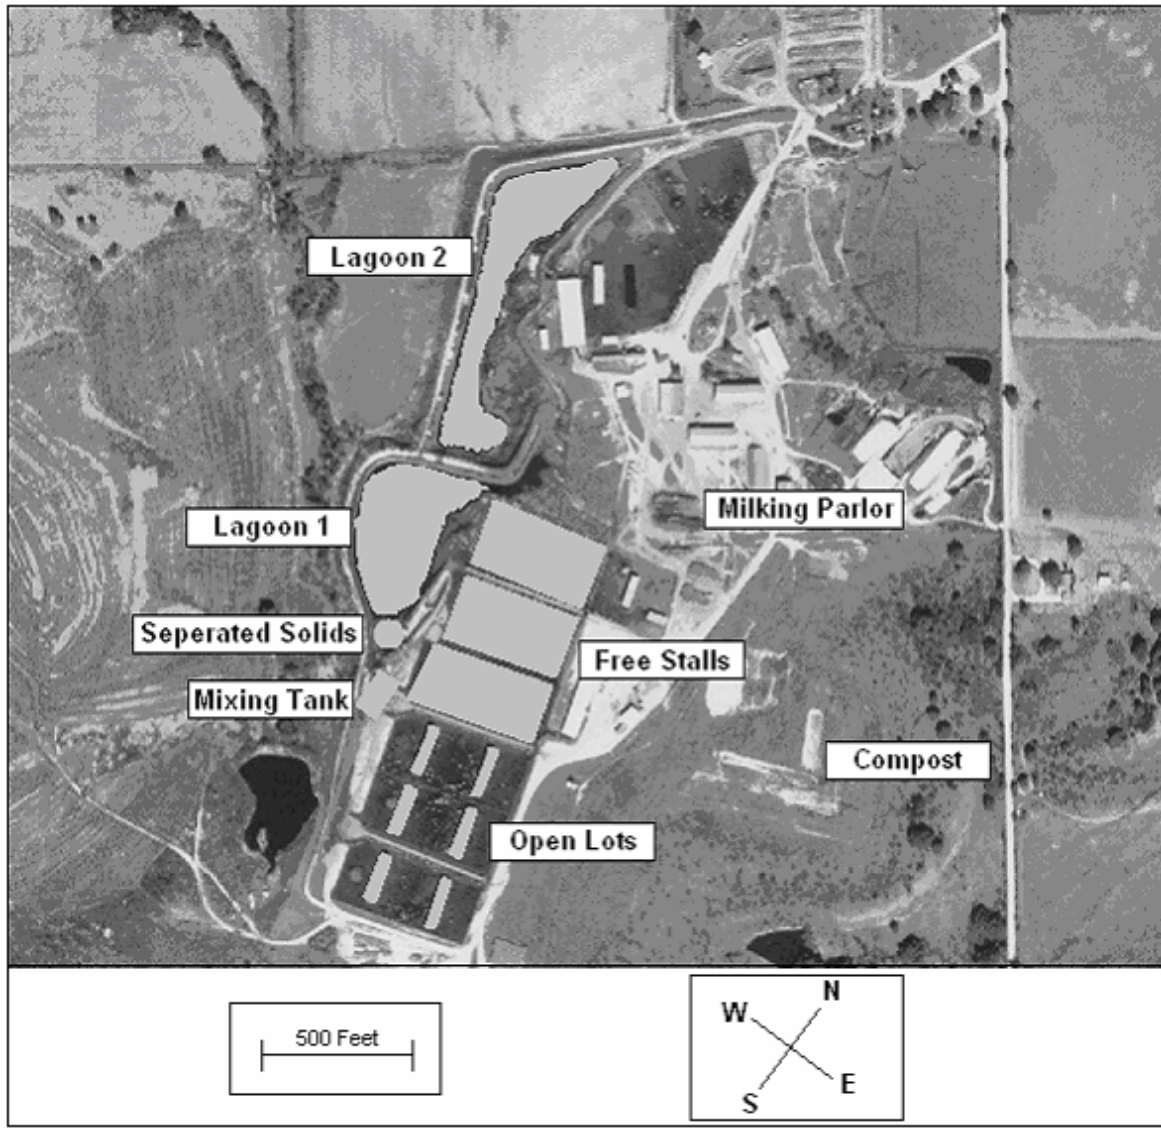 Lagoon 2
Milking Parlor
Lagoon 1
Seperated Solids
Free Stalls
Mixing Tank
Compost
Open Lots
500 Feet
N
W
E
S